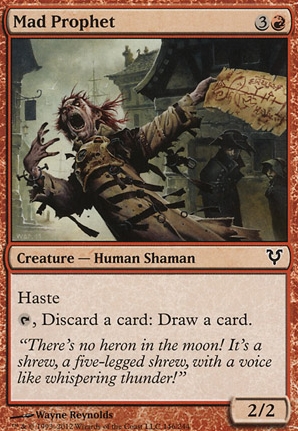 Mad Prophet 3
Creature — Human Shaman
Haste
, Discard a card: Draw a card.
“There’s no heron in the moon! It’s a
shrew, a five-legged shrew, with a voice
like whispering thunder!”
Wayne Reynolds
2/2